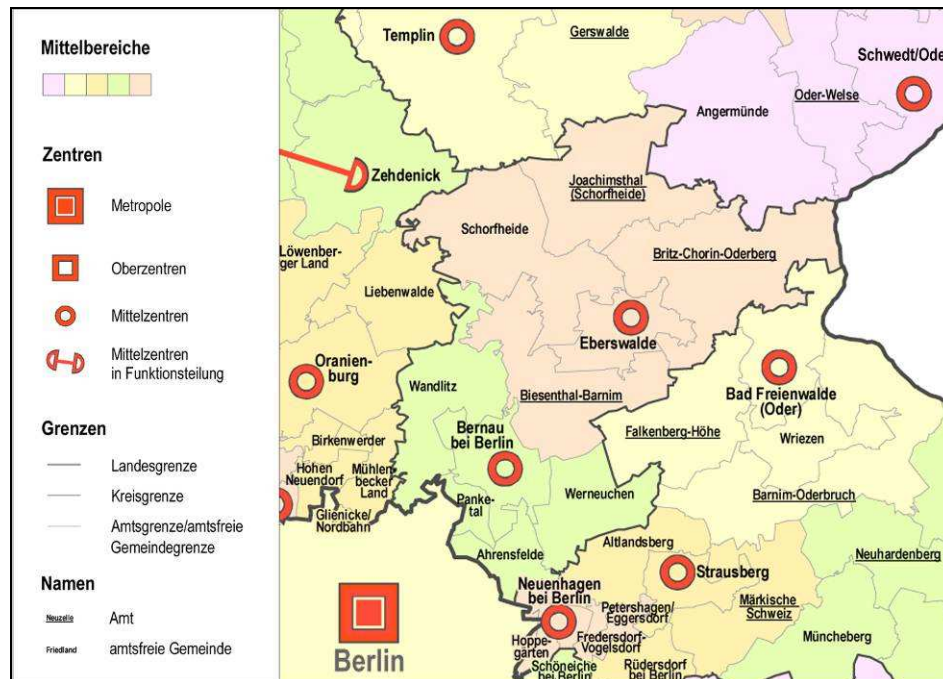 Mittelbereiche
Zentren
Metropole
Oberzentren
Mittelzentren
Mittelzentren
in Funktionsteilung
Grenzen
Landesgrenze
Kreisgrenze
Amtsgrenze/amtsfreie
Gemeindegrenze
Namen
Neuzelle
Amt
Friedland
amtsfreie Gemeinde
Templin
Gerswalde
Schwedt/Oder
Oder-Welse
Angermünde
Zehdenick
Joachimsthal
(Schorfheide)
Schorfheide
Britz-Chorin-Oderberg
Löwenber-
ger Land
Liebenwalde
Eberswalde
Oranien-
burg
Wandlitz
Biesenthal-Barnim
Bad Freienwalde
(Oder)
Bernau
bei Berlin
Falkenberg-Höhe
Wriezen
Birkenwerder
Hohen
Neuendorf
Mühlen
becker
Land
Werneuchen
Barnim-Oderbruch
Panke-
tal
Glienicke/
Nordbahn
Ahrensfelde
Altlandsberg
Neuhardenberg
Strausberg
Neuenhagen
bei Berlin
Petershagen/
Eggersdorf
Märkische
Schweiz
Hoppe-
garten
Fredersdorf-
Vogelsdorf
Müncheberg
Berlin
Schöneiche
bei Berlin
Rüdersdorf
bei Berlin